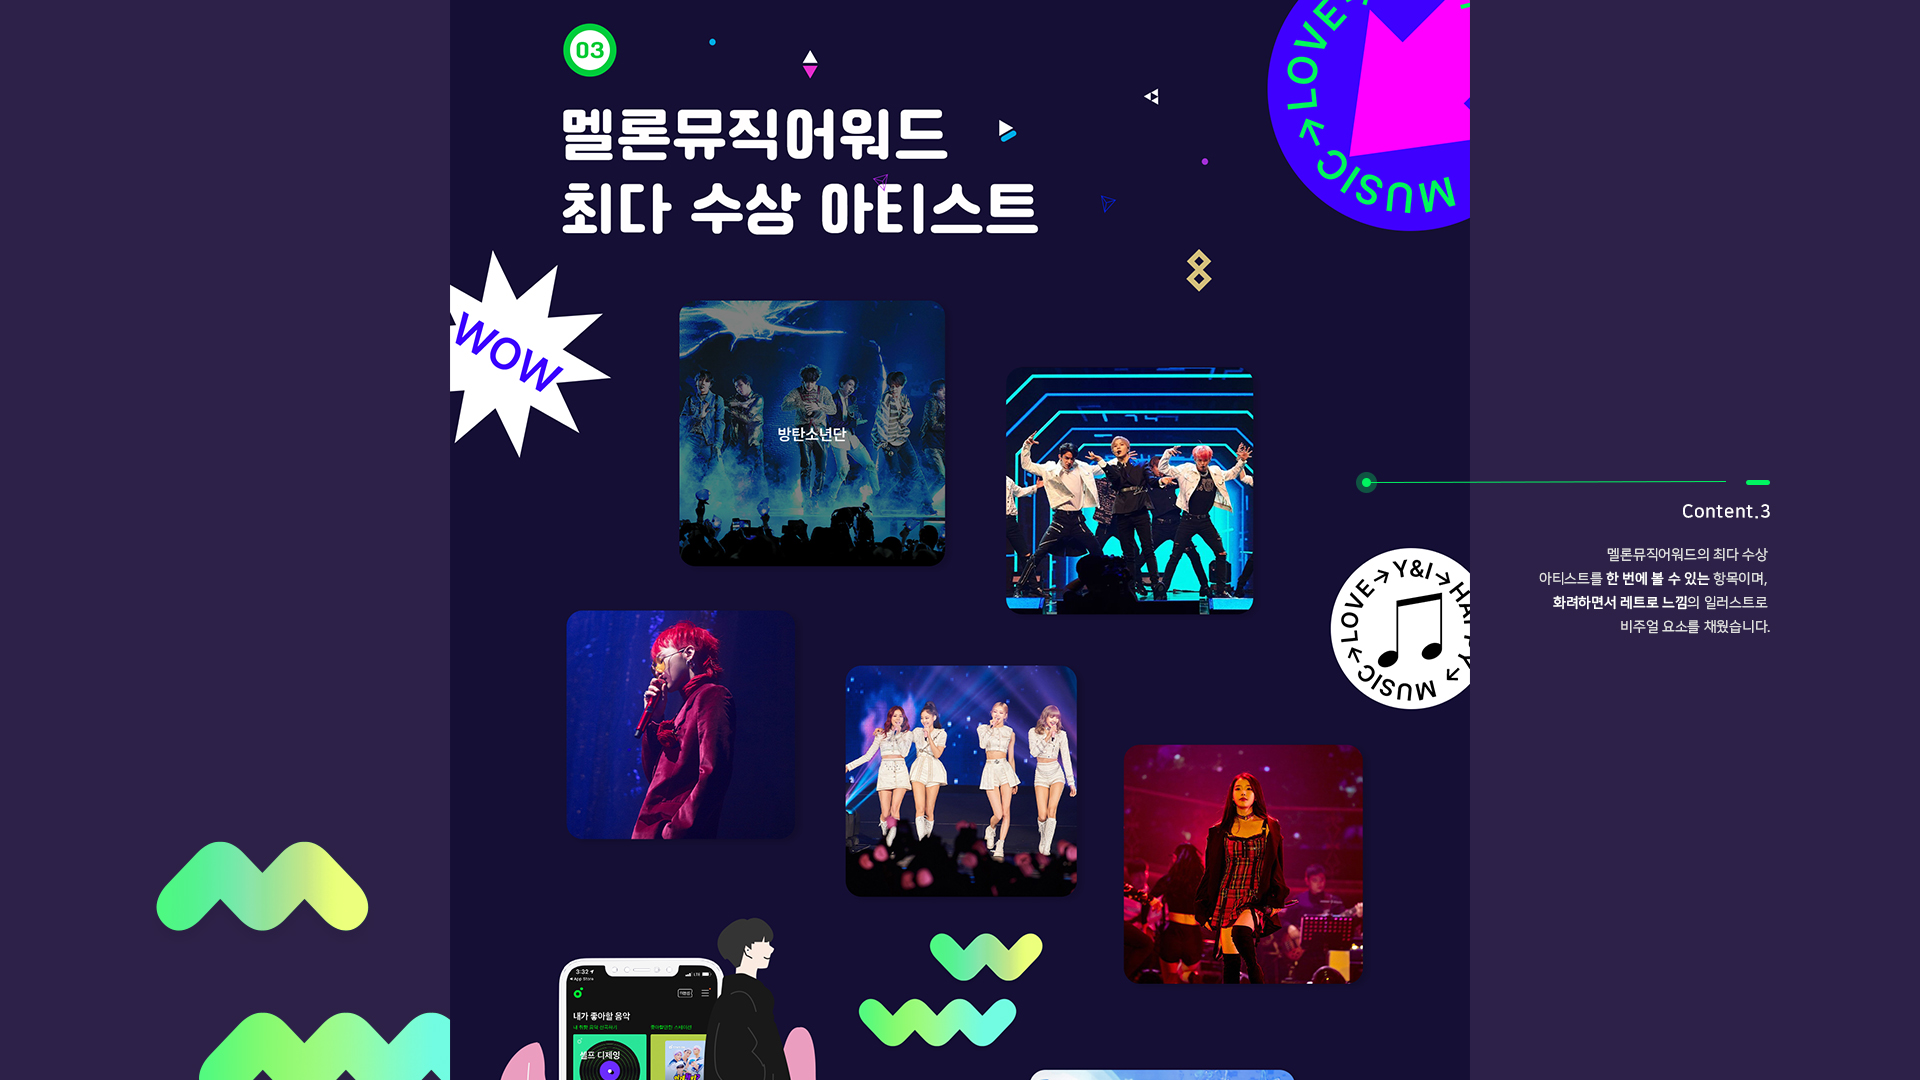 03
멜론뮤직어워드
최다 수상 아티스트
LOVE→
MUSIC→
WOW
방탄소년단
Content.3
멜론뮤직어워드의 최다 수상
아티스트를 한 번에 볼 수 있는 항목이며,
화려하면서 레트로 느낌의 일러스트로
비주얼 요소를 채웠습니다.
LOVE→Y&I→HAPPY→MUSIC→
3:32
App Store
LTE
내가 좋아할 음악
셀프 디제잉